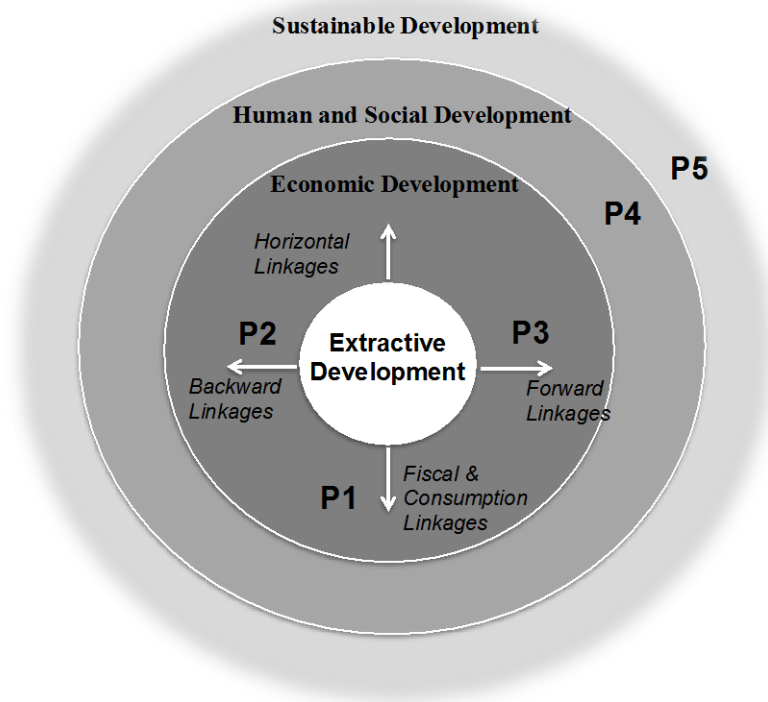 Sustainable Development
Human and Social Development
P5
Economic Development
P4
Horizontal
Linkages
P2
P3
Extractive
Development
Backward
Linkages
Forward
Linkages
P1
Fiscal &
Consumption
Linkages